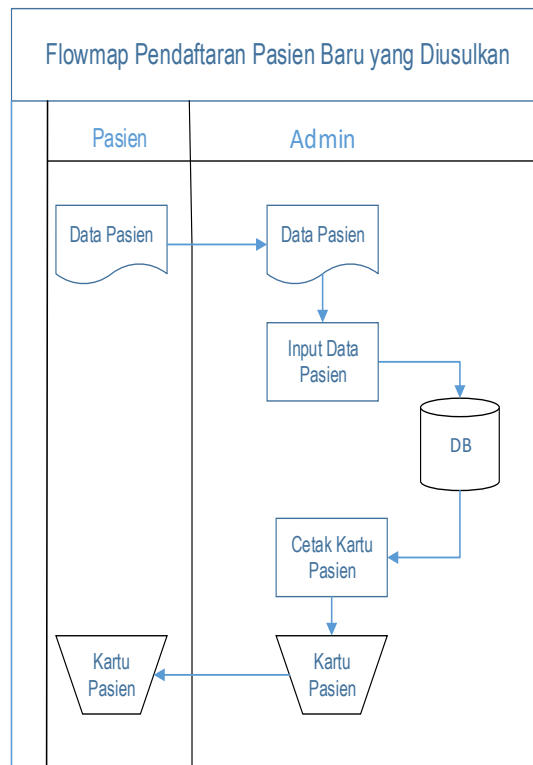 Flowmap Pendaftaran Pasien Baru yang Diusulkan
Pasien
Admin
Data Pasien
Data Pasien
Input Data
Pasien
DB
Cetak Kartu
Pasien
Kartu
Pasien
Kartu
Pasien